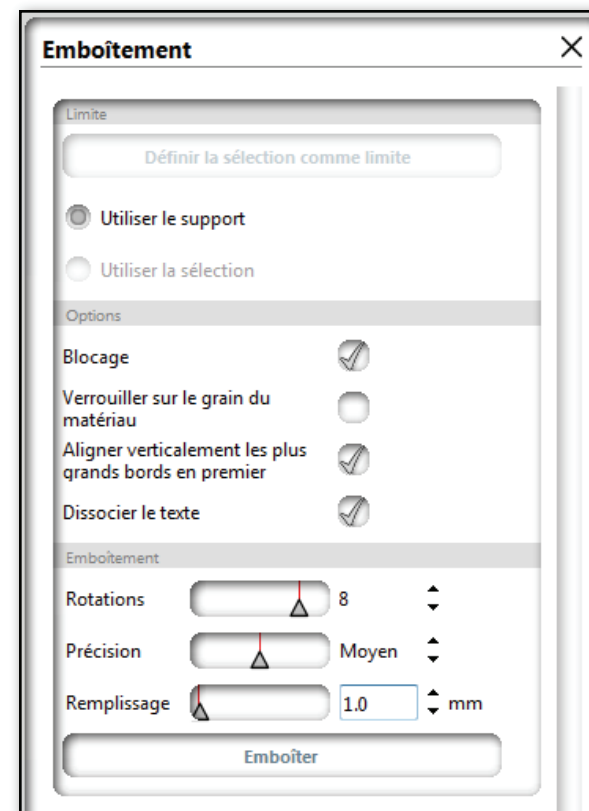 Emboîtement
Limite
Définir la sélection comme limite
Utiliser le support
Utiliser la sélection
Options
Blocage
Verrouiller sur le grain du
matériau
Aligner verticalement les plus
grands bords en premier
Dissocier le texte
Emboîtement
Rotations 8
Précision Moyen
Remplissage 1.0 mm
Emboîter